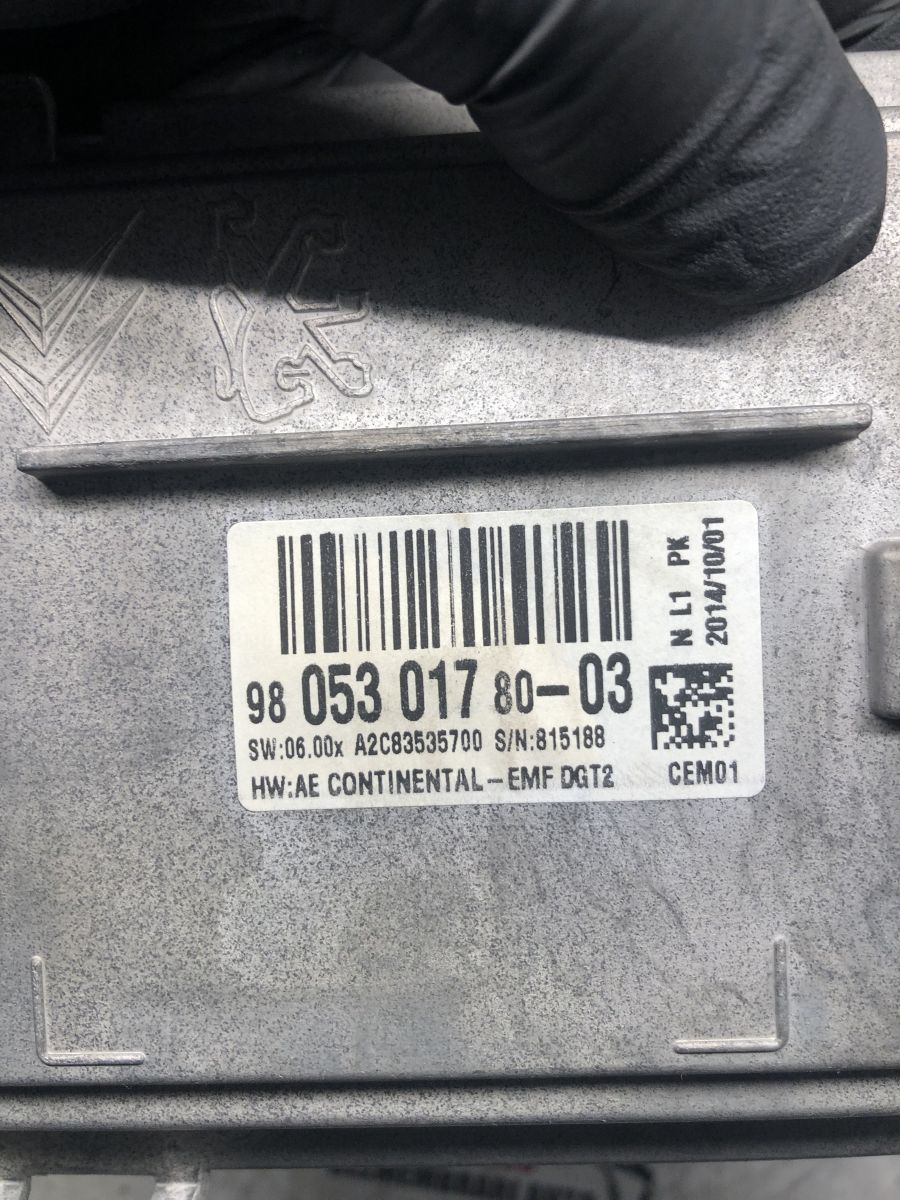 N L1 PK
2014/10/01
98 053 017 80-03
SW:06.00x A2C83535700 S/N:815188
HW:AE CONTINENTAL-EMF DGT2 CEM01